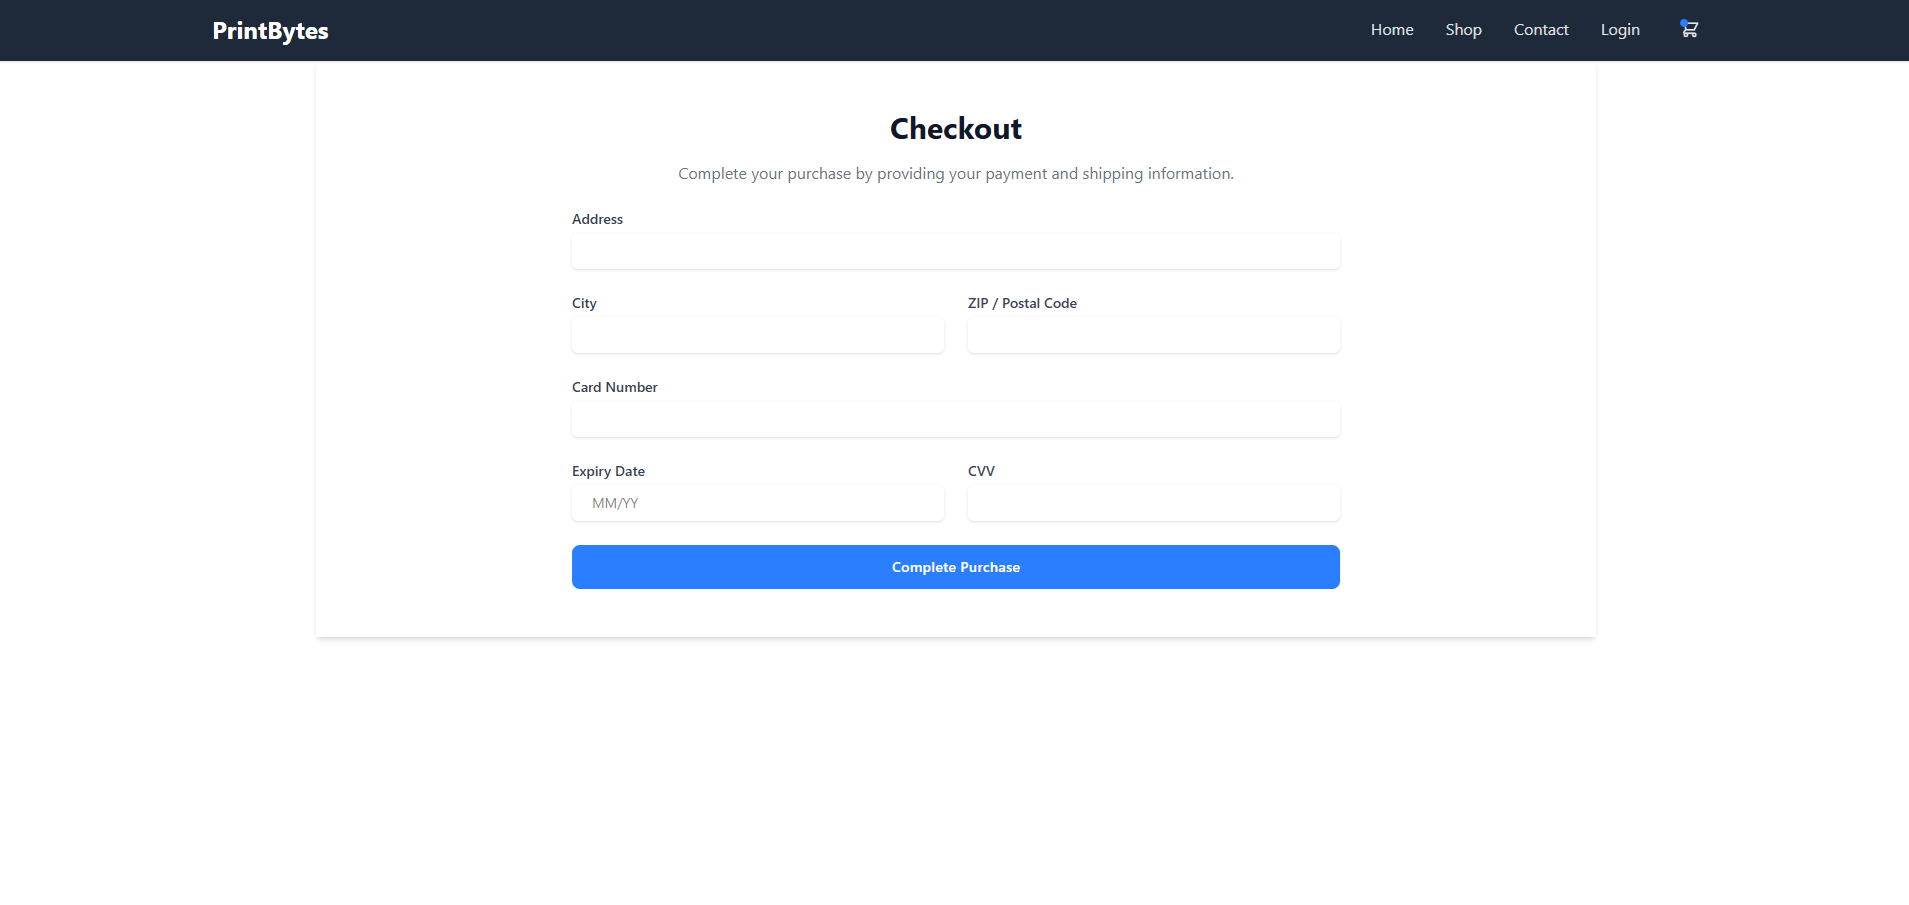 PrintBytes
Home Shop Contact Login
Checkout
Complete your purchase by providing your payment and shipping information.
Address
City
ZIP / Postal Code
Card Number
Expiry Date
CVV
MM/YY
Complete Purchase